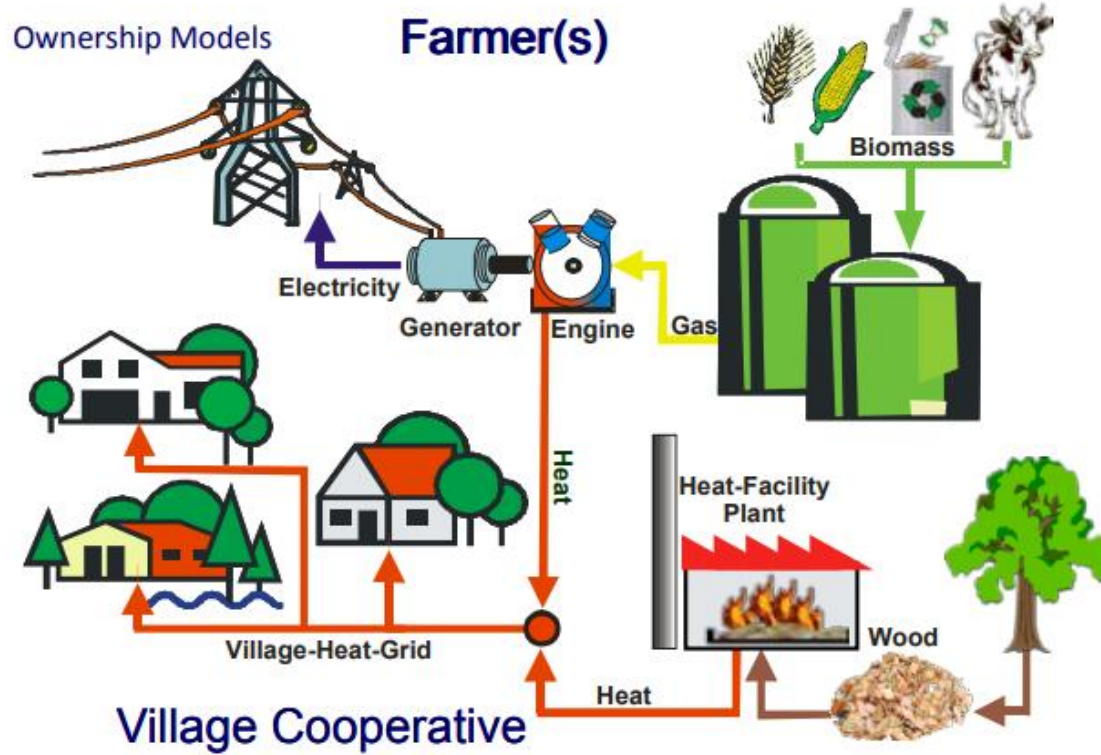 Ownership Models
Farmer(s)
Biomass
Electricity
Generator
Engine
Gas
Heat
Heat-Facility
Plant
Wood
Village-Heat-Grid
Heat
Village Cooperative